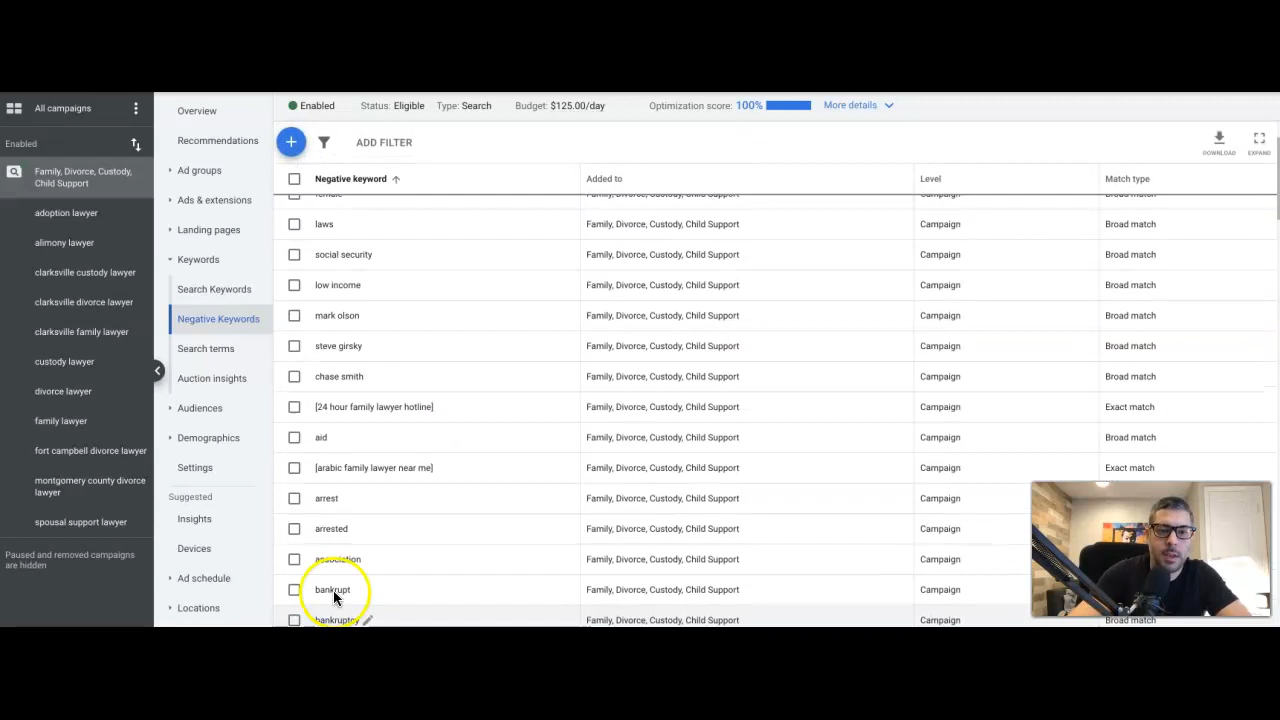 All campaigns
Enabled
Family, Divorce, Custody,
Child Support
adoption lawyer
alimony lawyer
clarksville custody lawyer
clarksville divorce lawyer
clarksville family lawyer
custody lawyer
divorce lawyer
family lawyer
fort campbell divorce lawyer
montgomery county divorce
lawyer
spousal support lawyer
Paused and removed campaigns
are hidden
Overview
Recommendations
Ad groups
Ads & extensions
Landing pages
Keywords
Search Keywords
Negative Keywords
Search terms
Auction insights
Audiences
Demographics
Settings
Suggested
Insights
Devices
Ad schedule
Locations
Enabled Status: Eligible Type: Search Budget: $125.00/day Optimization score: 100% More details
ADD FILTER
DOWNLOAD
EXPAND
Negative keyword Added to Level Match type
female Family, Divorce, Custody, Child Support Campaign Broad match
laws Family, Divorce, Custody, Child Support Campaign Broad match
social security Family, Divorce, Custody, Child Support Campaign Broad match
low income Family, Divorce, Custody, Child Support Campaign Broad match
mark olson Family, Divorce, Custody, Child Support Campaign Broad match
steve girsky Family, Divorce, Custody, Child Support Campaign Broad match
chase smith Family, Divorce, Custody, Child Support Campaign Broad match
[24 hour family lawyer hotline] Family, Divorce, Custody, Child Support Campaign Exact match
aid Family, Divorce, Custody, Child Support Campaign Broad match
[arabic family lawyer near me] Family, Divorce, Custody, Child Support Campaign Exact match
arrest Family, Divorce, Custody, Child Support Campaign
arrested Family, Divorce, Custody, Child Support Campaign
association Family, Divorce, Custody, Child Support Campaign
bankrupt Family, Divorce, Custody, Child Support Campaign
bankruptcy Family, Divorce, Custody, Child Support Campaign Broad match